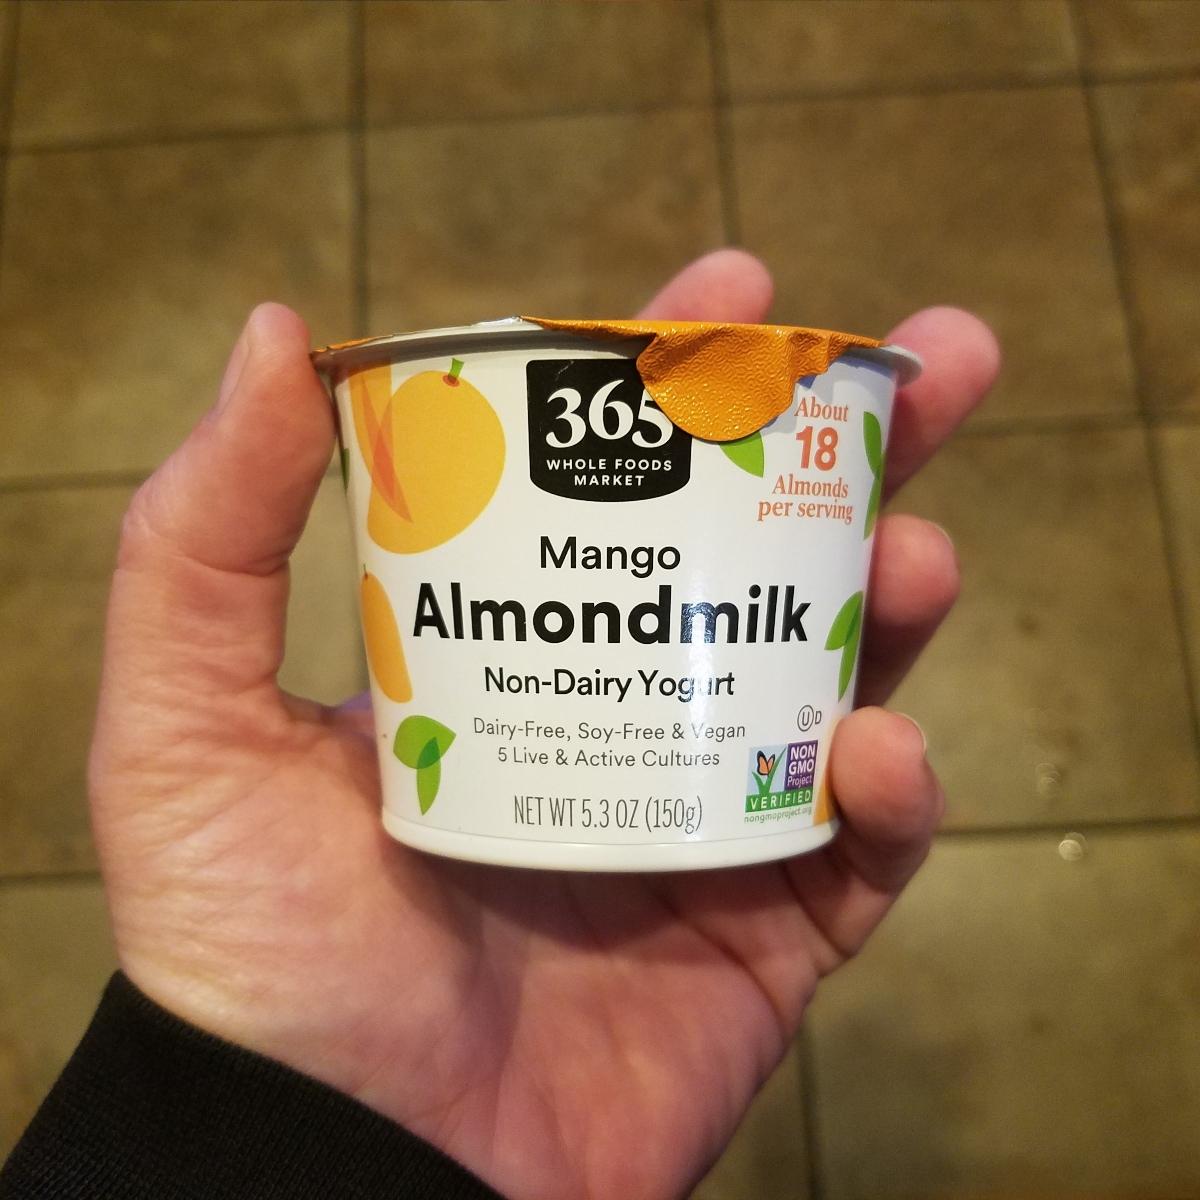 365
WHOLE FOODS
MARKET
About
18
Almonds
per serving
Mango
Almondmilk
Non-Dairy Yogurt
Dairy-Free, Soy-Free & Vegan
5 Live & Active Cultures
NET WT 5.3 OZ (150g)
U D
NON
GMO
Project
VERIFIED
nongmoproject.org